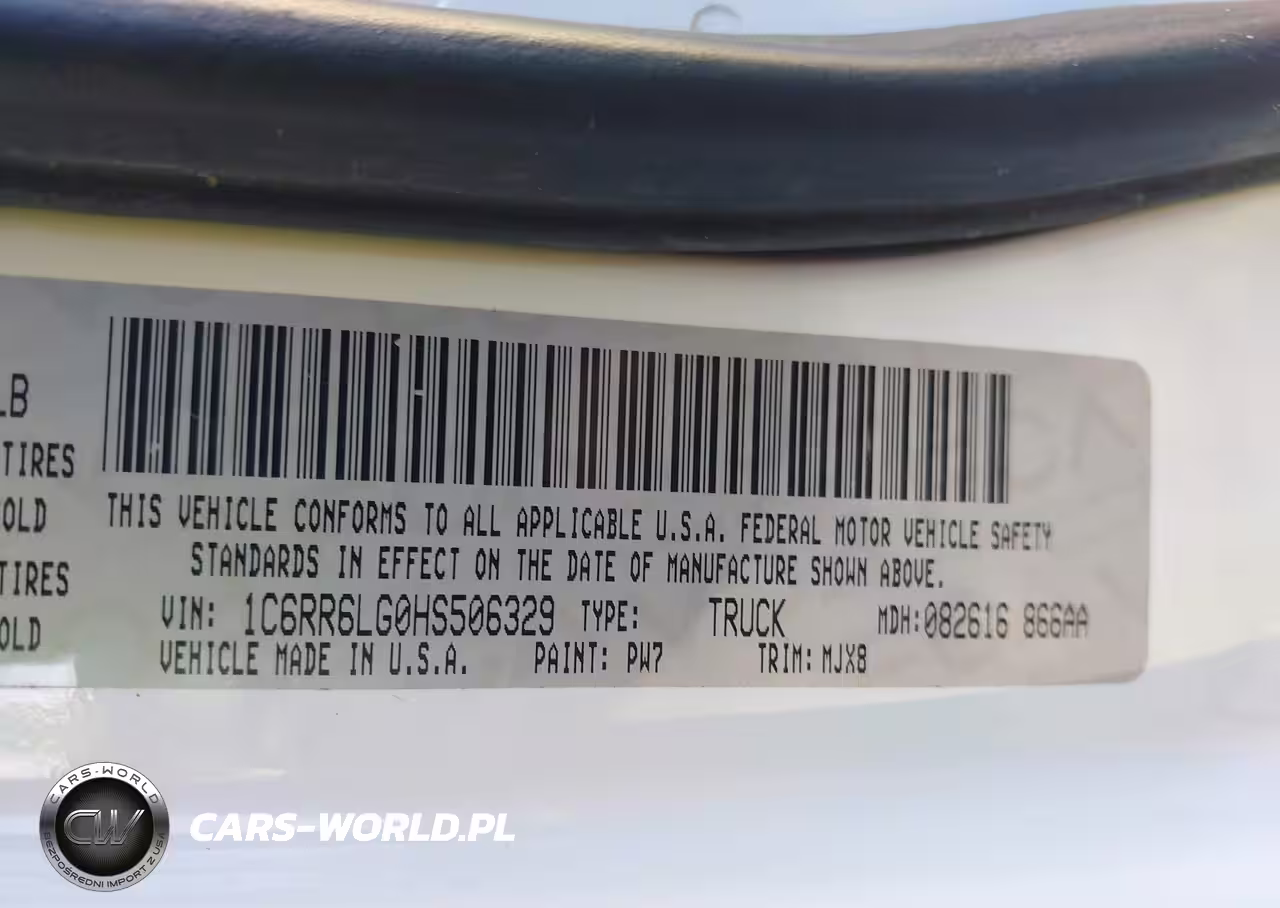 LB
TIRES
OLD
TIRES
OLD
THIS VEHICLE CONFORMS TO ALL APPLICABLE U.S.A. FEDERAL MOTOR VEHICLE SAFETY
STANDARDS IN EFFECT ON THE DATE OF MANUFACTURE SHOWN ABOVE.
VIN: 1C6RR6LG0HS506329 TYPE: TRUCK MDH:082616 866AA
VEHICLE MADE IN U.S.A. PAINT: PW7 TRIM: MJX8
CARS-WORLD
CW
BEZPOŚREDNI IMPORT Z USA
CARS-WORLD.PL